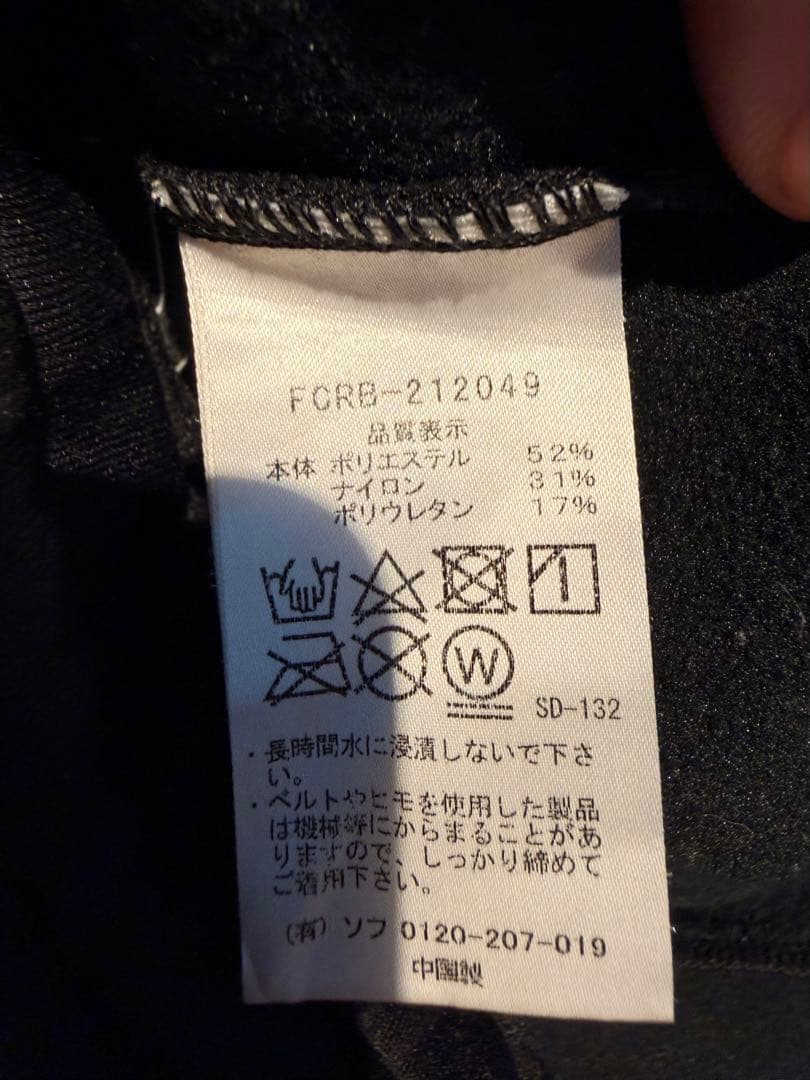 FCRB-212049
品質表示
本体 ポリエステル 52%
ナイロン 31%
ポリウレタン 17%
W
SD-132
・長時間水に浸漬しないで下さ
い。
・ベルトやヒモを使用した製品
は機械等にからまることがあ
りますので、しっかり締めて
ご着用下さい。
(有) ソフ 0120-207-019
中國製